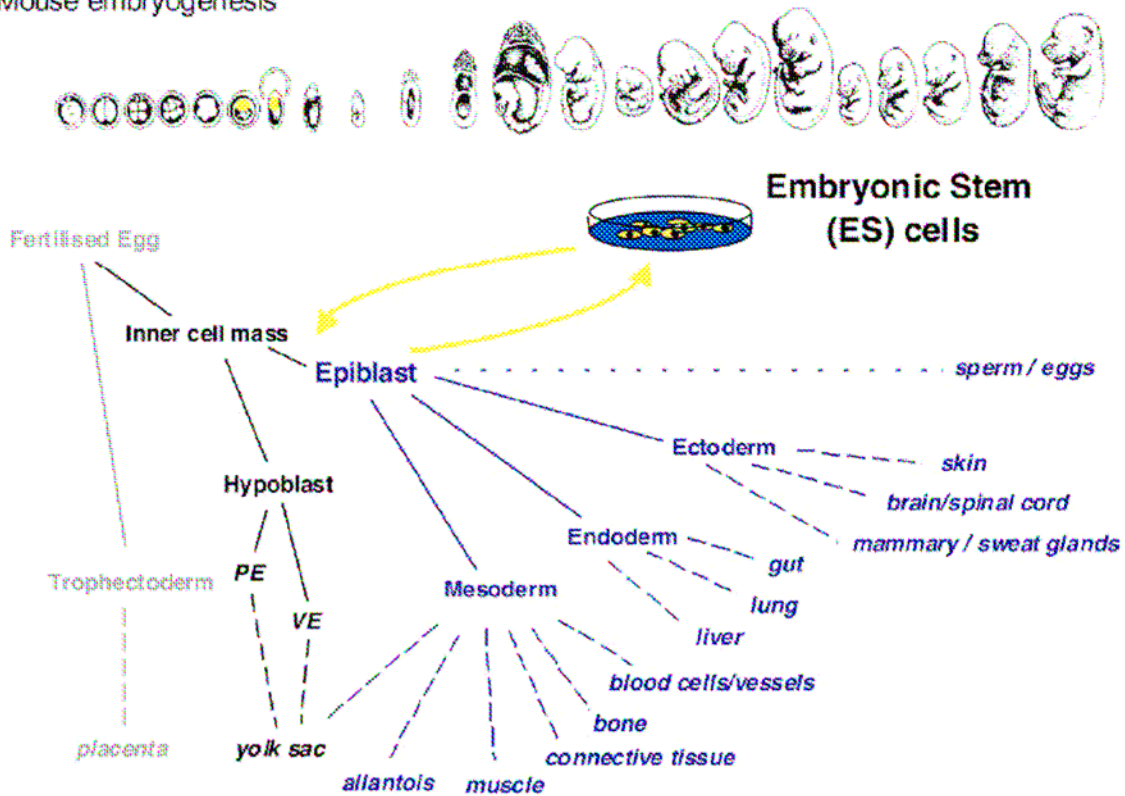 Mouse embryogenesis
Embryonic Stem
(ES) cells
Fertilised Egg
Inner cell mass
Epiblast
sperm / eggs
Ectoderm
skin
Hypoblast
brain/spinal cord
Endoderm
mammary / sweat glands
gut
PE
Trophectoderm
Mesoderm
lung
VE
liver
blood cells/vessels
bone
placenta
yolk sac
connective tissue
allantois
muscle